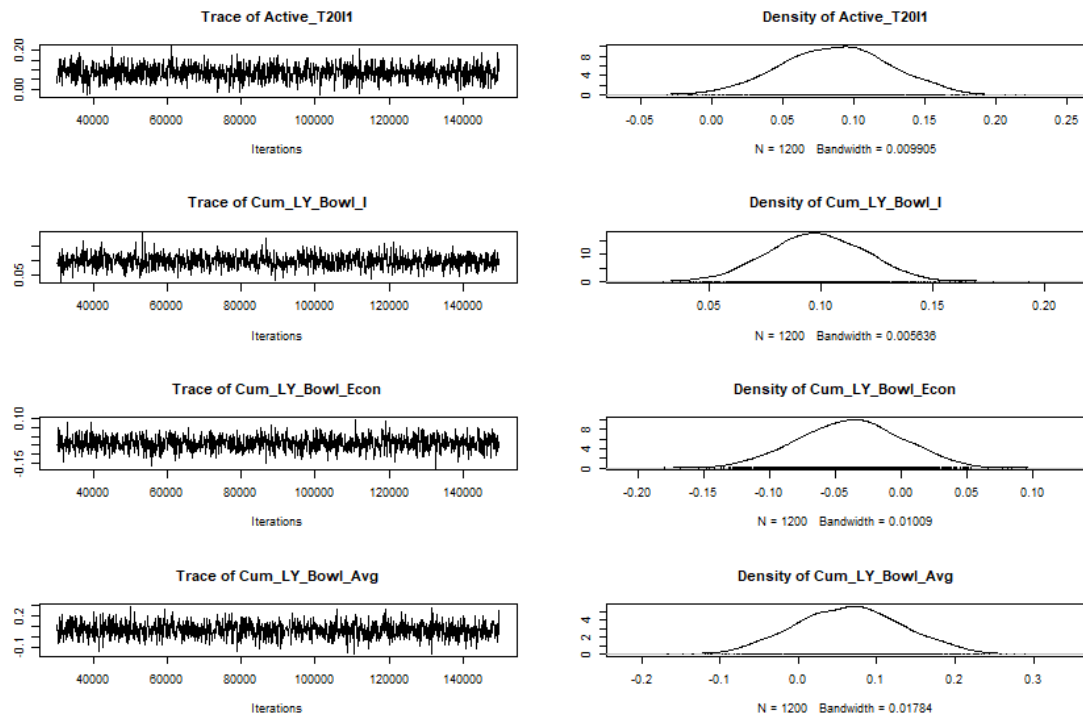 Trace of Active_T20I1
0.00 0.20
40000 60000 80000 100000 120000 140000
Iterations
Density of Active_T20I1
0 4 8
-0.05 0.00 0.05 0.10 0.15 0.20 0.25
N = 1200 Bandwidth = 0.009905
Trace of Cum_LY_Bowl_I
0.05
40000 60000 80000 100000 120000 140000
Iterations
Density of Cum_LY_Bowl_I
0 10
0.05 0.10 0.15 0.20
N = 1200 Bandwidth = 0.005636
Trace of Cum_LY_Bowl_Econ
-0.15 0.10
40000 60000 80000 100000 120000 140000
Iterations
Density of Cum_LY_Bowl_Econ
0 4 8
-0.20 -0.15 -0.10 -0.05 0.00 0.05 0.10
N = 1200 Bandwidth = 0.01009
Trace of Cum_LY_Bowl_Avg
-0.1 0.2
40000 60000 80000 100000 120000 140000
Iterations
Density of Cum_LY_Bowl_Avg
0 2 4
-0.2 -0.1 0.0 0.1 0.2 0.3
N = 1200 Bandwidth = 0.01784